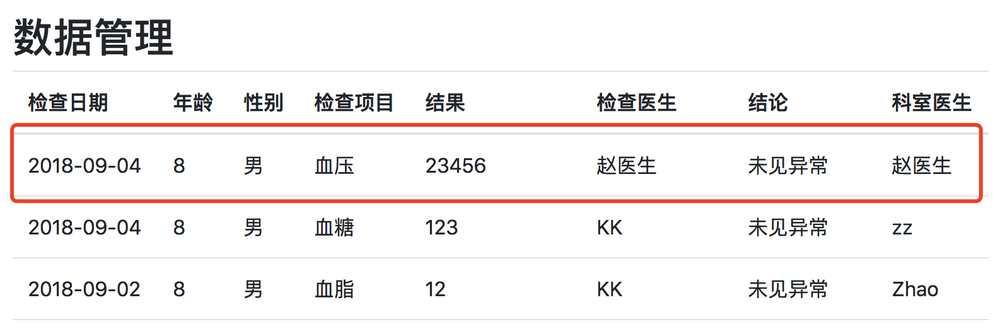 数据管理
检查日期 年龄 性别 检查项目 结果 检查医生 结论 科室医生
2018-09-04 8 男 血压 23456 赵医生 未见异常 赵医生
2018-09-04 8 男 血糖 123 KK 未见异常 zz
2018-09-02 8 男 血脂 12 KK 未见异常 Zhao